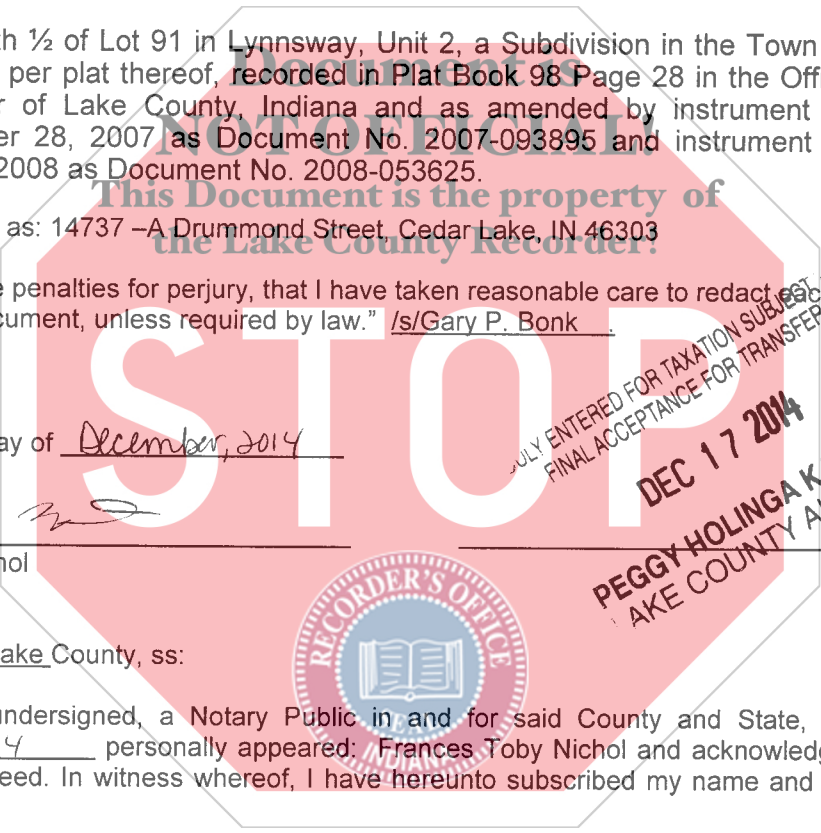 th ½ of Lot 91 in Lynnsway, Unit 2, a Subdivision in the Town
per plat thereof, recorded in Plat Book 98 Page 28 in the Offi
r of Lake County, Indiana and as amended by instrument
er 28, 2007 as Document No. 2007-093895 and instrument
2008 as Document No. 2008-053625.
as: 14737 –A Drummond Street, Cedar Lake, IN 46303
e penalties for perjury, that I have taken reasonable care to redact eac
cument, unless required by law." /s/Gary P. Bonk .
ay of December, 2014
nol
ake County, ss:
undersigned, a Notary Public in and for said County and State,
4 personally appeared: Frances Toby Nichol and acknowledg
eed. In witness whereof, I have hereunto subscribed my name and
Document is
NOT OFFICIAL!
This Document is the property of
the Lake County Recorder!
STOP
ULY ENTERED FOR TAXATION SUBJECT
FINAL ACCEPTANCE FOR TRANSFER
DEC 17 2014
PEGGY HOLINGA K
LAKE COUNTY A
RECORDER'S OFFICE
SEAL
INDIANA